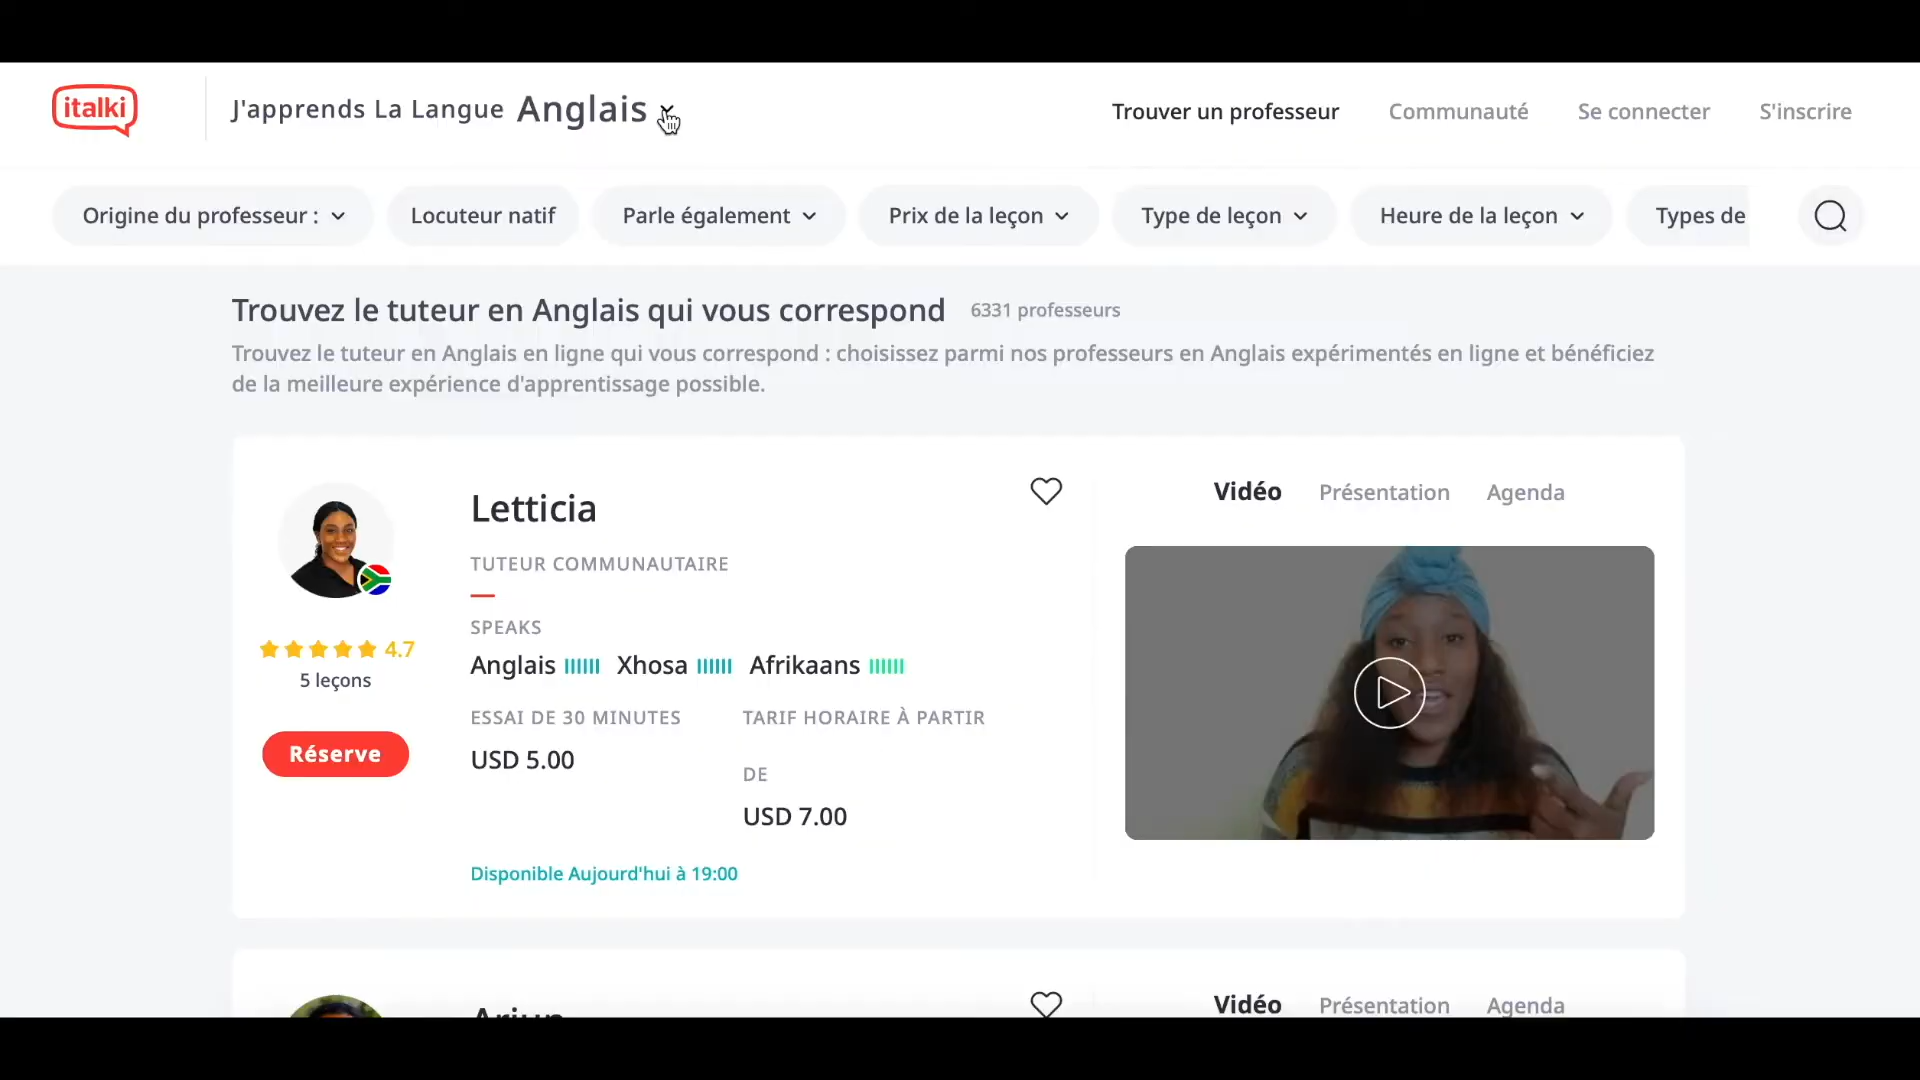 italki
J'apprends La Langue Anglais
Trouver un professeur
Communauté
Se connecter
S'inscrire
Origine du professeur :
Locuteur natif
Parle également
Prix de la leçon
Type de leçon
Heure de la leçon
Types de
Trouvez le tuteur en Anglais qui vous correspond 6331 professeurs
Trouvez le tuteur en Anglais en ligne qui vous correspond : choisissez parmi nos professeurs en Anglais expérimentés en ligne et bénéficiez
de la meilleure expérience d'apprentissage possible.
4.7
5 leçons
Réserve
Letticia
TUTEUR COMMUNAUTAIRE
SPEAKS
Anglais Xhosa Afrikaans
ESSAI DE 30 MINUTES
USD 5.00
TARIF HORAIRE À PARTIR
DE
USD 7.00
Disponible Aujourd'hui à 19:00
Vidéo Présentation Agenda
Vidéo Présentation Agenda